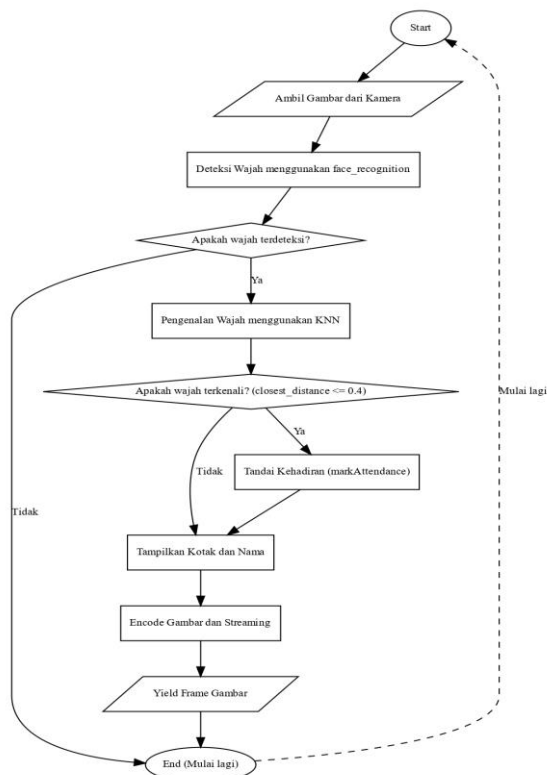 Start
Ambil Gambar dari Kamera
Deteksi Wajah menggunakan face_recognition
Apakah wajah terdeteksi?
Ya
Pengenalan Wajah menggunakan KNN
Apakah wajah terkenali? (closest_distance <= 0.4)
Mulai lagi
Ya
Tidak
Tandai Kehadiran (markAttendance)
Tidak
Tampilkan Kotak dan Nama
Encode Gambar dan Streaming
Yield Frame Gambar
End (Mulai lagi)